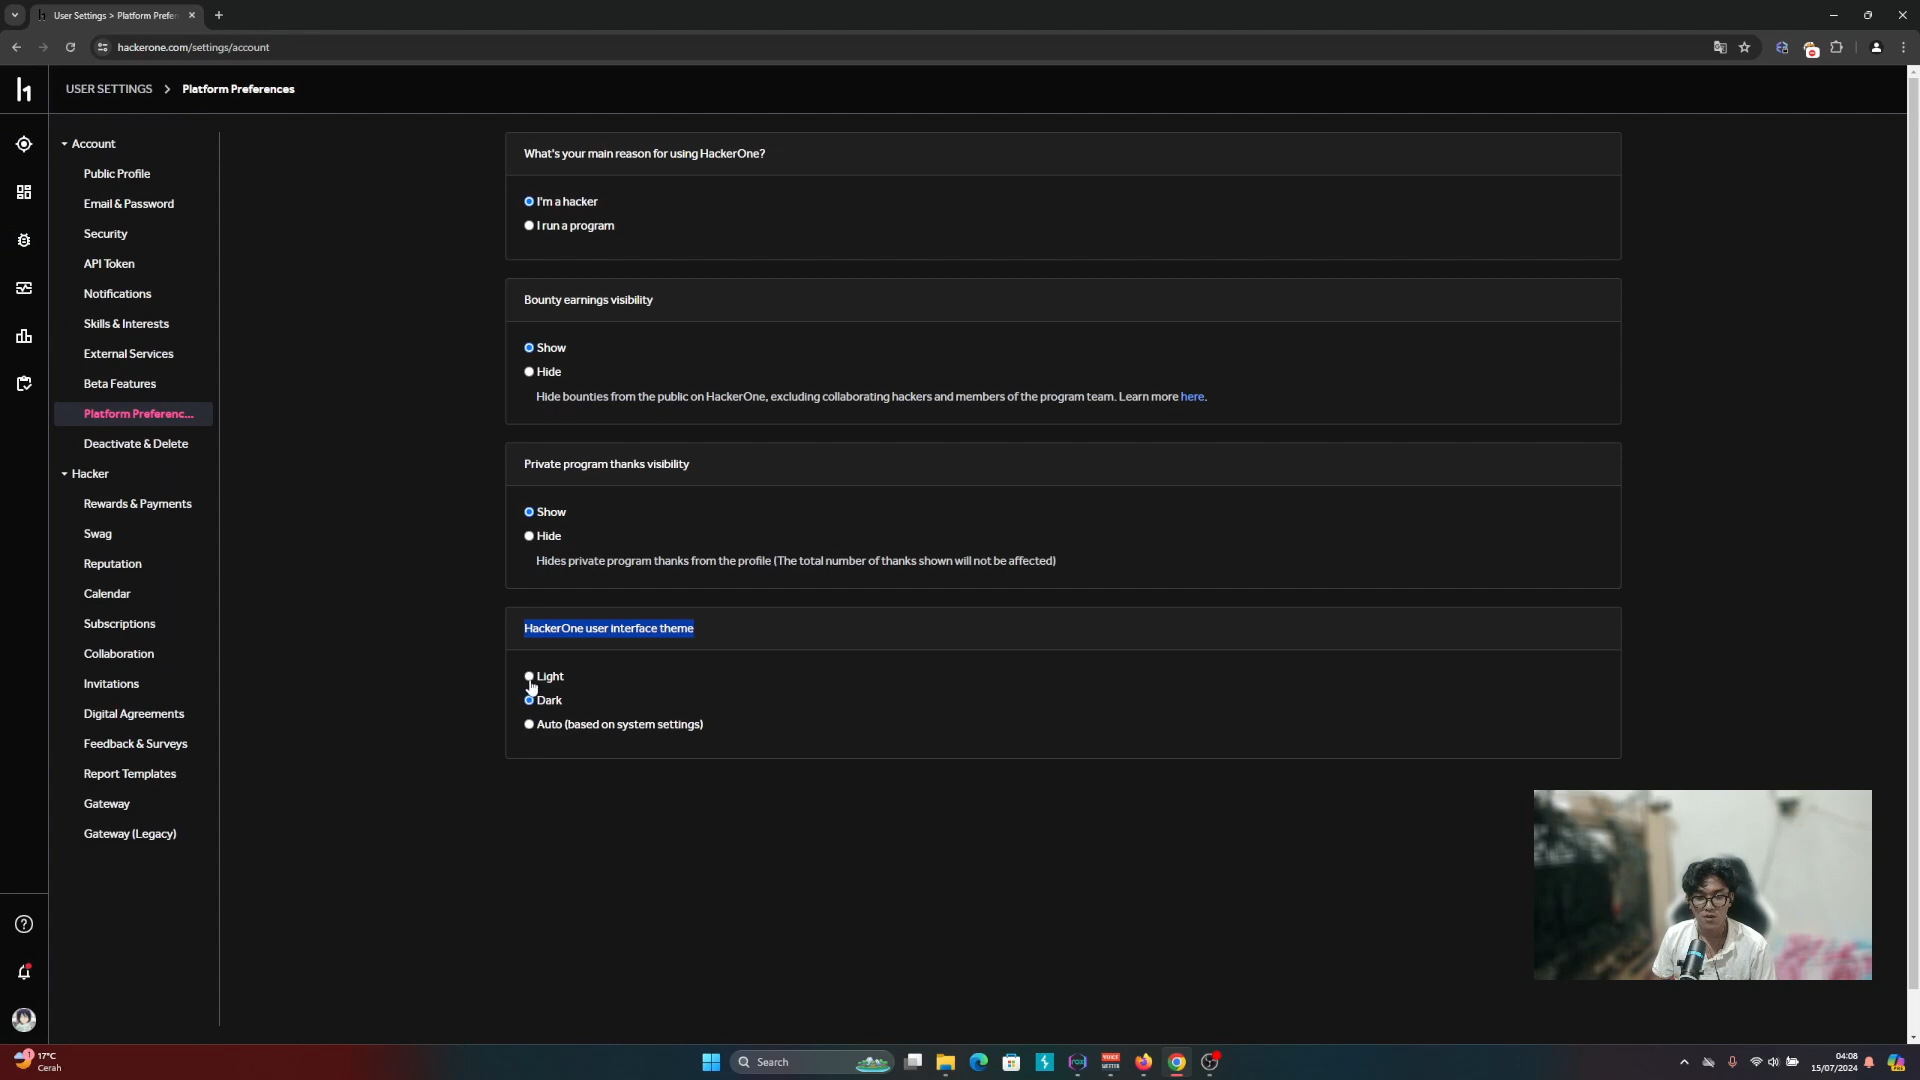 User Settings > Platform Prefer
hackerone.com/settings/account
USER SETTINGS > Platform Preferences
Account
Public Profile
Email & Password
Security
API Token
Notifications
Skills & Interests
External Services
Beta Features
Platform Preferenc...
Deactivate & Delete
Hacker
Rewards & Payments
Swag
Reputation
Calendar
Subscriptions
Collaboration
Invitations
Digital Agreements
Feedback & Surveys
Report Templates
Gateway
Gateway (Legacy)
What's your main reason for using HackerOne?
I'm a hacker
I run a program
Bounty earnings visibility
Show
Hide
Hide bounties from the public on HackerOne, excluding collaborating hackers and members of the program team. Learn more here.
Private program thanks visibility
Show
Hide
Hides private program thanks from the profile (The total number of thanks shown will not be affected)
HackerOne user interface theme
Light
Dark
Auto (based on system settings)
17°C
Cerah
Search
04:08
15/07/2024